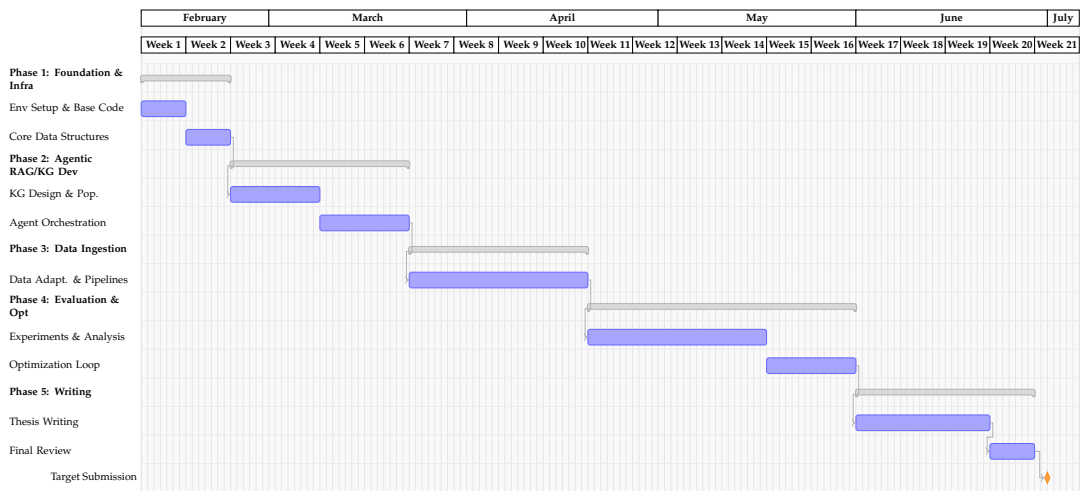 February March April May June July
Week 1 Week 2 Week 3 Week 4 Week 5 Week 6 Week 7 Week 8 Week 9 Week 10 Week 11 Week 12 Week 13 Week 14 Week 15 Week 16 Week 17 Week 18 Week 19 Week 20 Week 21
Phase 1: Foundation &
Infra
Env Setup & Base Code
Core Data Structures
Phase 2: Agentic
RAG/KG Dev
KG Design & Pop.
Agent Orchestration
Phase 3: Data Ingestion
Data Adapt. & Pipelines
Phase 4: Evaluation &
Opt
Experiments & Analysis
Optimization Loop
Phase 5: Writing
Thesis Writing
Final Review
Target Submission